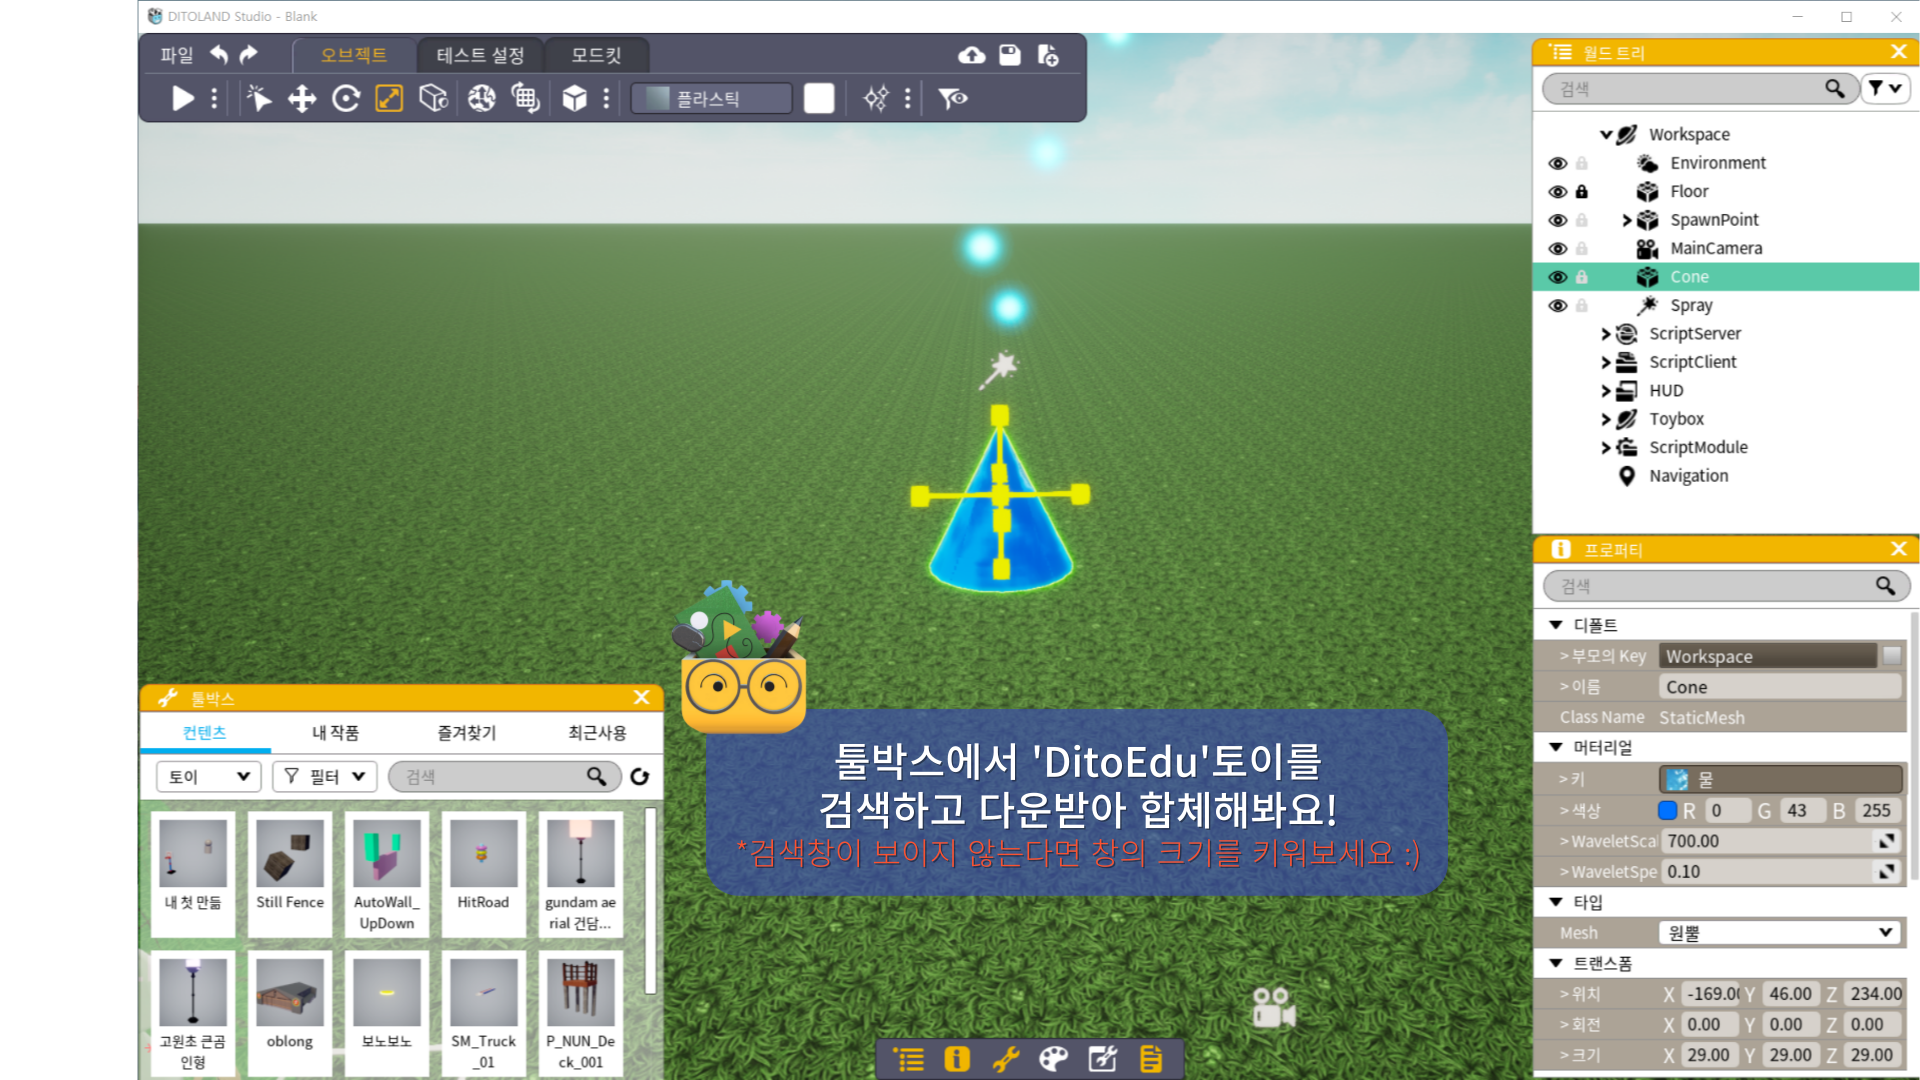 DITOLAND Studio - Blank
파일
오브젝트
테스트 설정
모드킷
플라스틱
월드 트리
검색
Workspace
Environment
Floor
SpawnPoint
MainCamera
Cone
Spray
ScriptServer
ScriptClient
HUD
Toybox
ScriptModule
Navigation
프로퍼티
검색
디폴트
> 부모의 Key Workspace
> 이름 Cone
Class Name StaticMesh
머터리얼
> 키 물
> 색상 R 0 G 43 B 255
> WaveletSca 700.00
> WaveletSpe 0.10
타입
Mesh 원뿔
트랜스폼
> 위치 X -169.0( Y 46.00 Z 234.00
> 회전 X 0.00 Y 0.00 Z 0.00
> 크기 X 29.00 Y 29.00 Z 29.00
툴박스
컨텐츠 내 작품 즐겨찾기 최근사용
토이 필터 검색
내 첫 만듦
Still Fence
AutoWall_
UpDown
HitRoad
gundam ae
rial 건담...
고원초 큰곰
인형
oblong
보노보노
SM_Truck
_01
P_NUN_De
ck_001
툴박스에서 'DitoEdu'토이를
검색하고 다운받아 합체해봐요!
*검색창이 보이지 않는다면 창의 크기를 키워보세요 :)